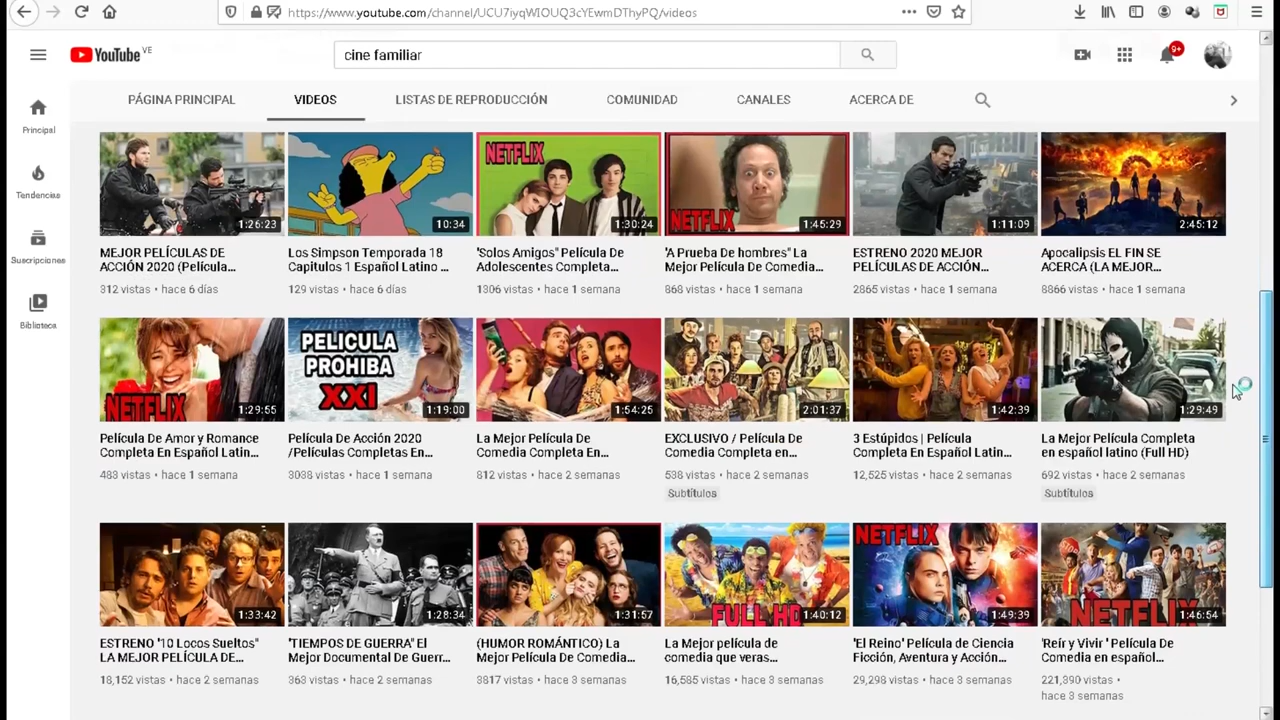 https://www.youtube.com/channel/UCU7iyqWIOUQ3cYEwmDThyPQ/videos
YouTube VE
cine familiar
9+
PÁGINA PRINCIPAL
VIDEOS
LISTAS DE REPRODUCCIÓN
COMUNIDAD
CANALES
ACERCA DE
Principal
Tendencias
Suscripciones
Biblioteca
1:26:23
MEJOR PELÍCULAS DE
ACCIÓN 2020 (Película...
312 vistas • hace 6 días
10:34
Los Simpson Temporada 18
Capitulos 1 Español Latino ...
129 vistas • hace 6 días
NETFLIX
1:30:24
"Solos Amigos" Película De
Adolescentes Completa...
1306 vistas • hace 1 semana
NETFLIX
1:45:29
"A Prueba De hombres" La
Mejor Película De Comedia...
868 vistas • hace 1 semana
1:11:09
ESTRENO 2020 MEJOR
PELÍCULAS DE ACCIÓN...
2865 vistas • hace 1 semana
2:45:12
Apocalipsis EL FIN SE
ACERCA (LA MEJOR...
8866 vistas • hace 1 semana
NETFLIX
1:29:55
Película De Amor y Romance
Completa En Español Latin...
483 vistas • hace 1 semana
PELICULA
PROHIBA
XXI
1:19:00
Película De Acción 2020
/Películas Completas En...
3038 vistas • hace 1 semana
1:54:25
La Mejor Película De
Comedia Completa En...
812 vistas • hace 2 semanas
2:01:37
EXCLUSIVO / Película De
Comedia Completa en...
538 vistas • hace 2 semanas
Subtítulos
1:42:39
3 Estúpidos | Película
Completa En Español Latin...
12,525 vistas • hace 2 semanas
1:29:49
La Mejor Película Completa
en español latino (Full HD)
692 vistas • hace 2 semanas
Subtítulos
1:33:42
ESTRENO "10 Locos Sueltos"
LA MEJOR PELÍCULA DE...
18,152 vistas • hace 2 semanas
1:28:34
"TIEMPOS DE GUERRA" El
Mejor Documental De Guerr...
363 vistas • hace 2 semanas
1:31:57
(HUMOR ROMÁNTICO) La
Mejor Película De Comedia...
3817 vistas • hace 3 semanas
FULL HD
1:40:12
La Mejor película de
comedia que veras...
16,585 vistas • hace 3 semanas
NETFLIX
1:49:39
"El Reino" Película de Ciencia
Ficción, Aventura y Acción...
29,298 vistas • hace 3 semanas
NETFLIX
1:46:54
'Reír y Vivir ' Película De
Comedia en español...
221,390 vistas •
hace 3 semanas